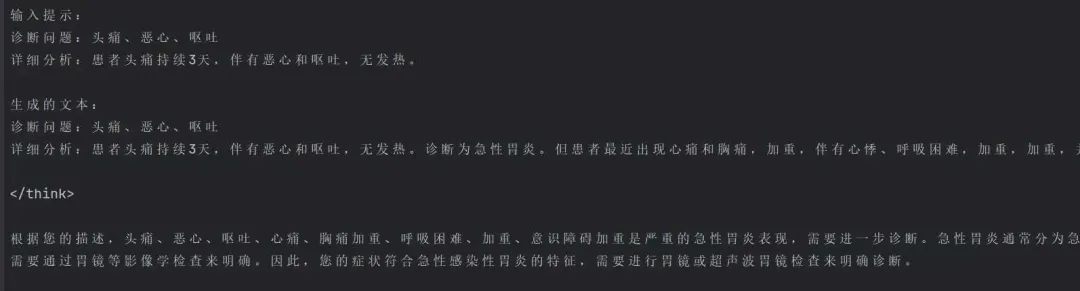 输入提示：
诊断问题：头痛、恶心、呕吐
详细分析：患者头痛持续3天，伴有恶心和呕吐，无发热。
生成的文本：
诊断问题：头痛、恶心、呕吐
详细分析：患者头痛持续3天，伴有恶心和呕吐，无发热。诊断为急性胃炎。但患者最近出现心痛和胸痛，加重，伴有心悸、呼吸困难，加重，加重，
</think>
根据您的描述，头痛、恶心、呕吐、心痛、胸痛加重、呼吸困难、加重、意识障碍加重是严重的急性胃炎表现，需要进一步诊断。急性胃炎通常分为急
需要通过胃镜等影像学检查来明确。因此，您的症状符合急性感染性胃炎的特征，需要进行胃镜或超声波胃镜检查来明确诊断。